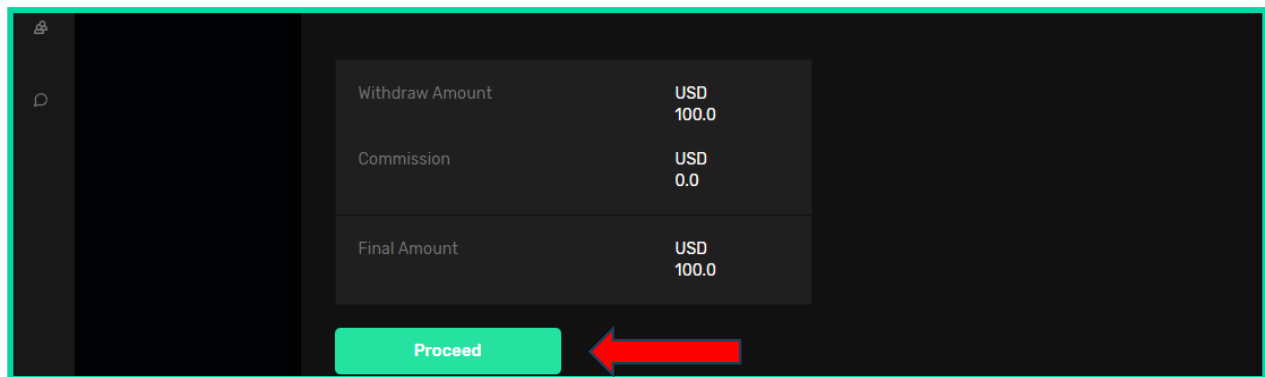 Withdraw Amount USD
100.0
Commission USD
0.0
Final Amount USD
100.0
Proceed